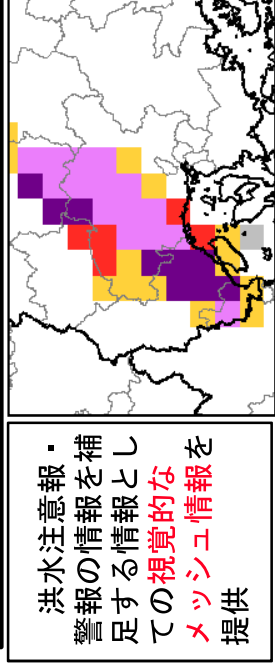 洪水注意報・
警報の情報を補
足する情報とし
ての視覚的な
メッシュ情報を
提供